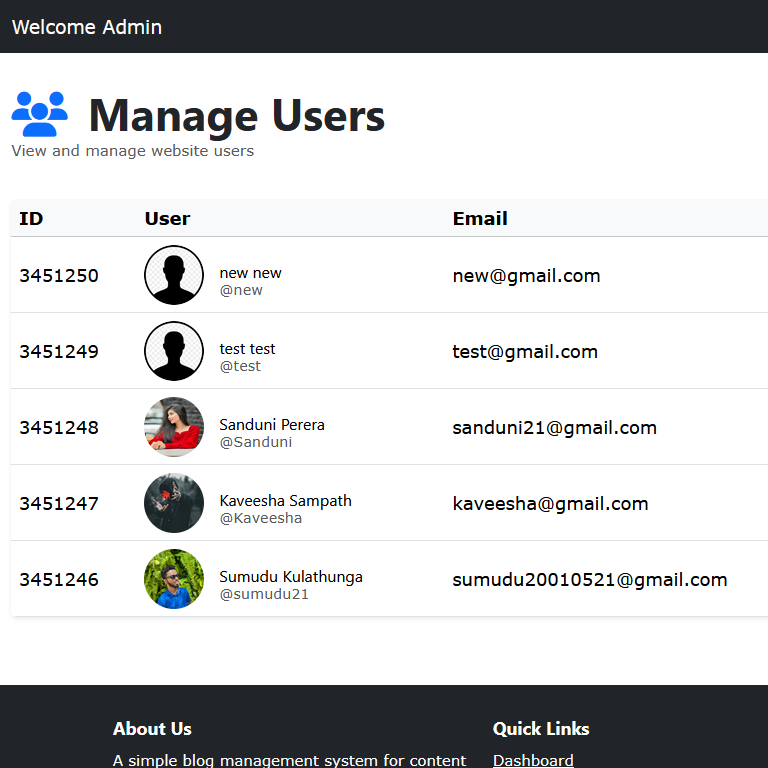 Welcome Admin
Manage Users
View and manage website users
ID User Email
3451250 new new new@gmail.com
@new
3451249 test test test@gmail.com
@test
3451248 Sanduni Perera sanduni21@gmail.com
@Sanduni
3451247 Kaveesha Sampath kaveesha@gmail.com
@Kaveesha
3451246 Sumudu Kulathunga sumudu20010521@gmail.com
@sumudu21
About Us Quick Links
A simple blog management system for content Dashboard